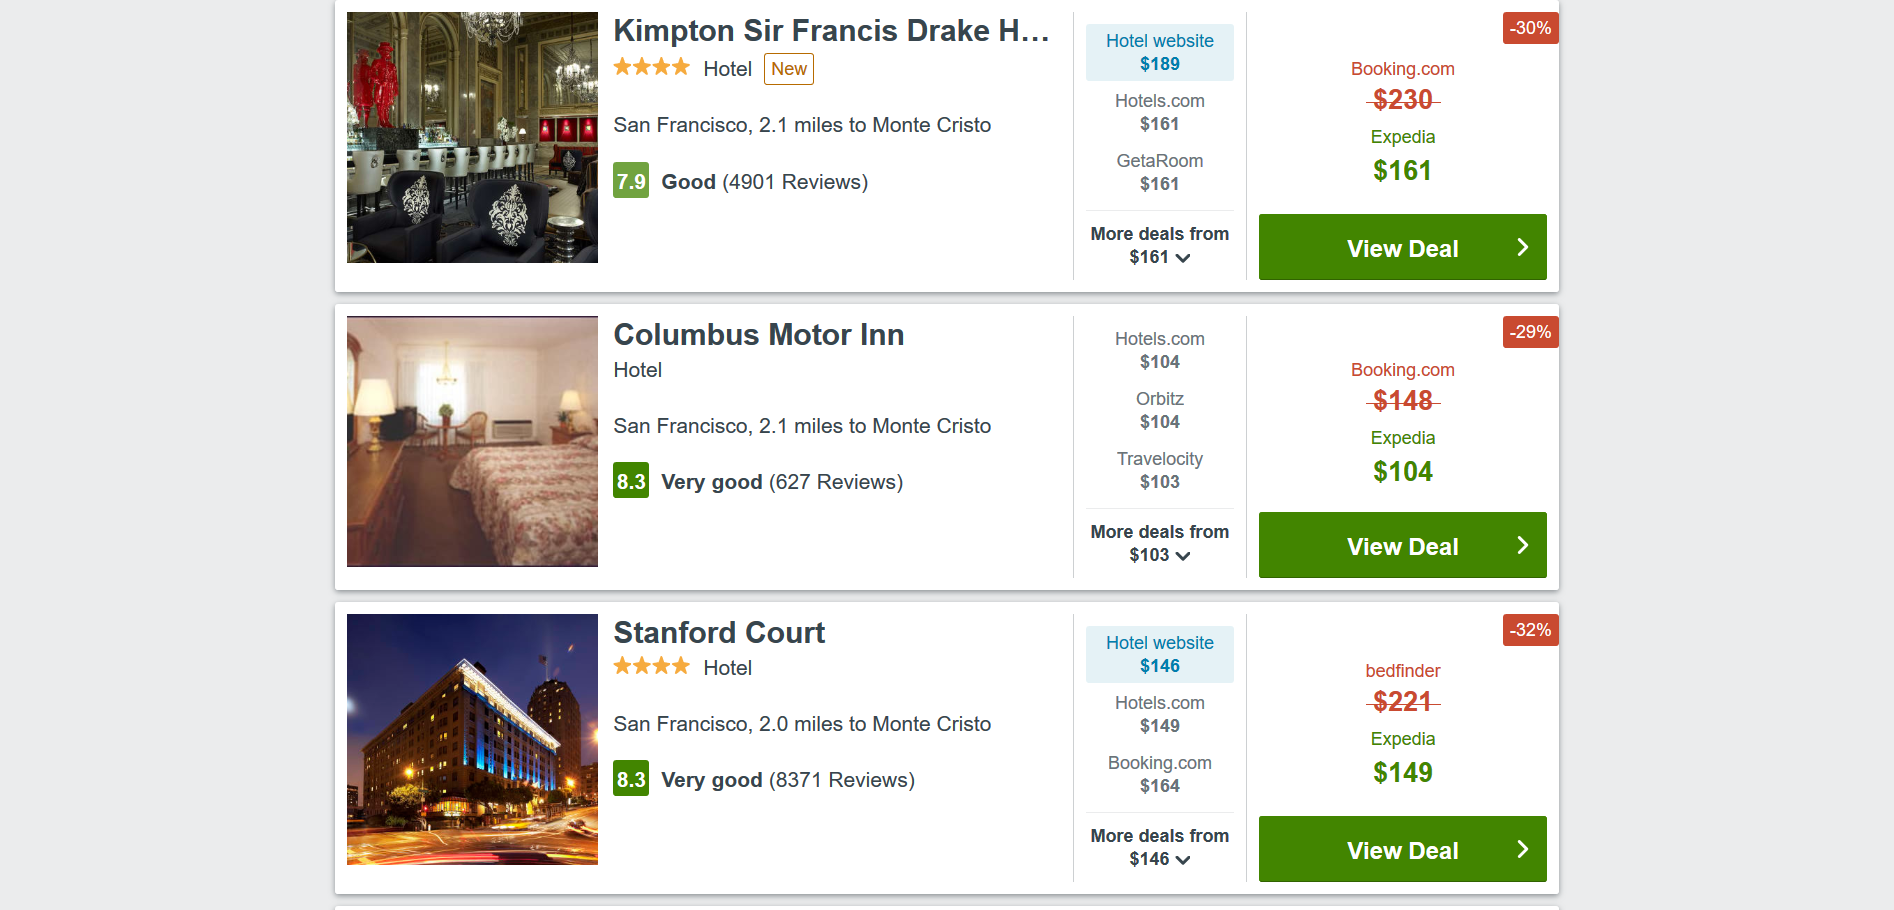 Kimpton Sir Francis Drake H...
Hotel New
San Francisco, 2.1 miles to Monte Cristo
7.9 Good (4901 Reviews)
Hotel website
$189
Hotels.com
$161
GetaRoom
$161
More deals from
$161
-30%
Booking.com
$230
Expedia
$161
View Deal
Columbus Motor Inn
Hotel
San Francisco, 2.1 miles to Monte Cristo
8.3 Very good (627 Reviews)
Hotels.com
$104
Orbitz
$104
Travelocity
$103
More deals from
$103
-29%
Booking.com
$148
Expedia
$104
View Deal
Stanford Court
Hotel
San Francisco, 2.0 miles to Monte Cristo
8.3 Very good (8371 Reviews)
Hotel website
$146
Hotels.com
$149
Booking.com
$164
More deals from
$146
-32%
bedfinder
$221
Expedia
$149
View Deal